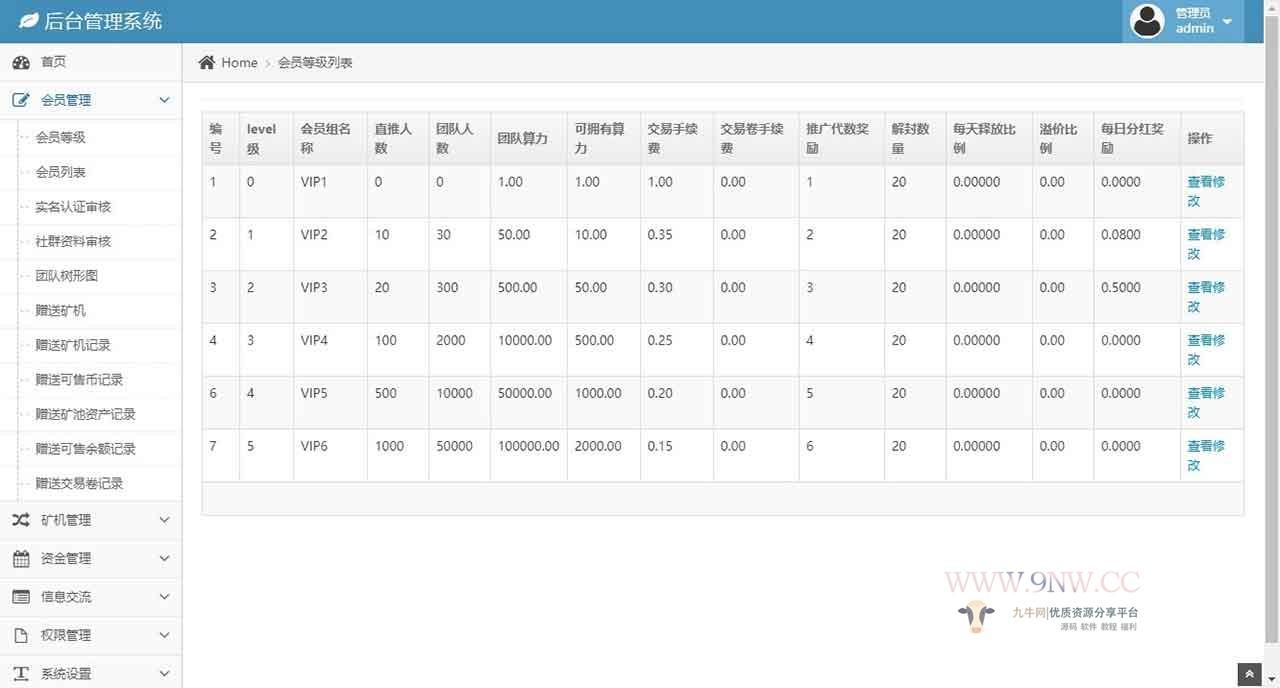 后台管理系统
管理员
admin
首页
会员管理
会员等级
会员列表
实名认证审核
社群资料审核
团队树形图
赠送矿机
赠送矿机记录
赠送可售币记录
赠送矿池资产记录
赠送可售余额记录
赠送交易卷记录
矿机管理
资金管理
信息交流
权限管理
系统设置
Home > 会员等级列表
编号 level级 会员组名称 直推人数 团队人数 团队算力 可拥有算力 交易手续费 交易卷手续费 推广代数奖励 解封数量 每天释放比例 溢价比例 每日分红奖励 操作
1 0 VIP1 0 0 1.00 1.00 1.00 0.00 1 20 0.00000 0.00 0.0000 查看修改
2 1 VIP2 10 30 50.00 10.00 0.35 0.00 2 20 0.00000 0.00 0.0800 查看修改
3 2 VIP3 20 300 500.00 50.00 0.30 0.00 3 20 0.00000 0.00 0.5000 查看修改
4 3 VIP4 100 2000 10000.00 500.00 0.25 0.00 4 20 0.00000 0.00 0.0000 查看修改
6 4 VIP5 500 10000 50000.00 1000.00 0.20 0.00 5 20 0.00000 0.00 0.0000 查看修改
7 5 VIP6 1000 50000 100000.00 2000.00 0.15 0.00 6 20 0.00000 0.00 0.0000 查看修改
WWW.9NW.CC
九牛网|优质资源分享平台
源码 软件 教程 福利